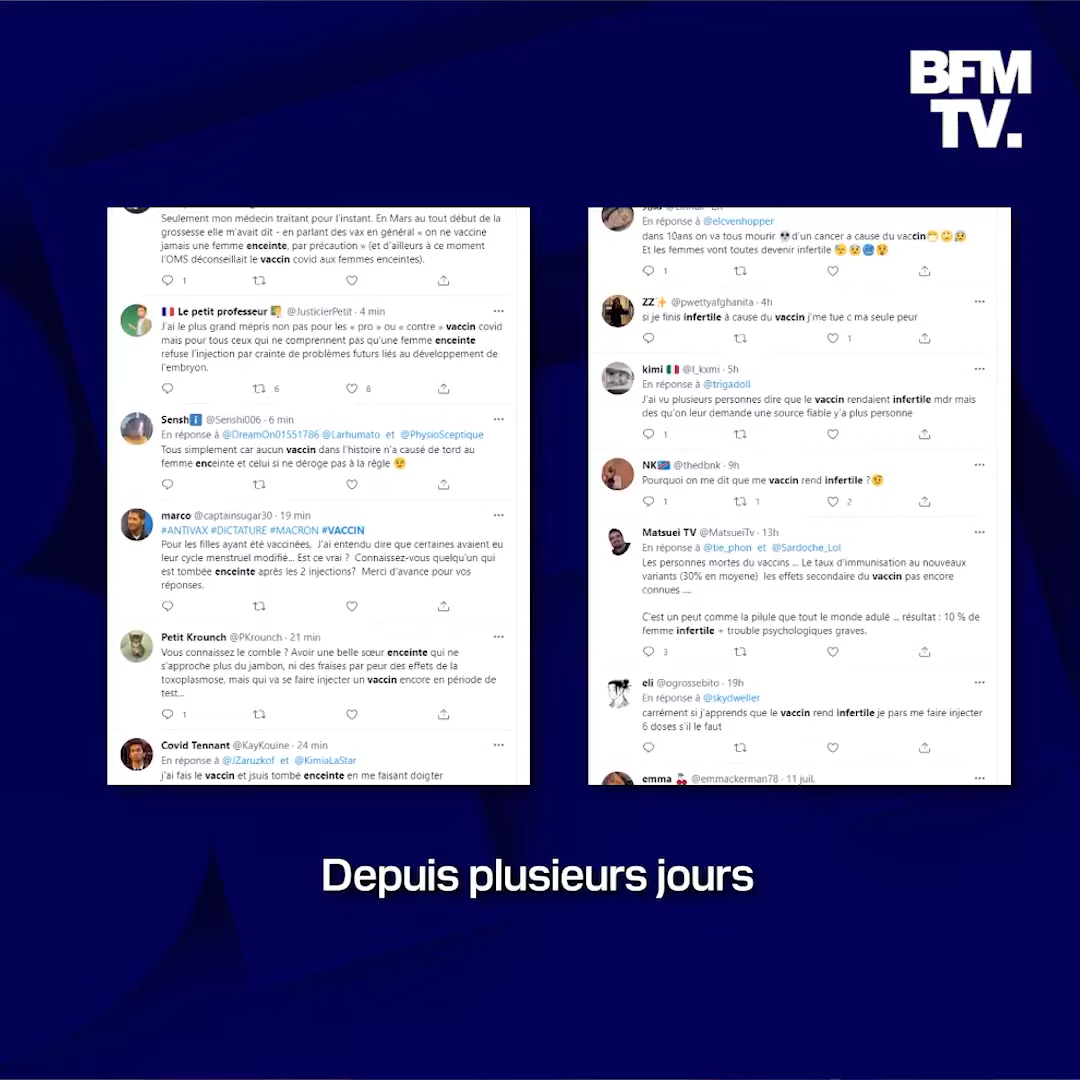 BFM
TV.
Seulement mon médecin traitant pour l'instant. En Mars au tout début de la
grossesse elle m'avait dit - en parlant des vax en général « on ne vaccine
jamais une femme enceinte, par précaution » (et d'ailleurs à ce moment
l'OMS déconseillait le vaccin covid aux femmes enceintes).
1
Le petit professeur @JusticierPetit · 4 min
J'ai le plus grand mépris non pas pour les « pro » ou « contre » vaccin covid
mais pour tous ceux qui ne comprennent pas qu'une femme enceinte
refuse l'injection par crainte de problèmes futurs liés au développement de
l'embryon.
6 8
Sensh @Senshi006 · 6 min
En réponse à @DreamOn01551786 @Larhumato et @PhysioSceptique
Tous simplement car aucun vaccin dans l'histoire n'a causé de tord au
femme enceinte et celui si ne déroge pas à la règle 😉
marco @captainsugar30 · 19 min
#ANTIVAX #DICTATURE #MACRON #VACCIN
Pour les filles ayant été vaccinées, J'ai entendu dire que certaines avaient eu
leur cycle menstruel modifié... Est ce vrai ? Connaissez-vous quelqu'un qui
est tombée enceinte après les 2 injections? Merci d'avance pour vos
réponses.
Petit Krounch @PKrounch · 21 min
Vous connaissez le comble ? Avoir une belle sœur enceinte qui ne
s'approche plus du jambon, ni des fraises par peur des effets de la
toxoplasmose, mais qui va se faire injecter un vaccin encore en période de
test...
1
Covid Tennant @KayKouine · 24 min
En réponse à @JZaruzkof et @KimiaLaStar
j'ai fais le vaccin et jsuis tombé enceinte en me faisant doigter
En réponse à @elcvenhopper
dans 10ans on va tous mourir 💀d'un cancer a cause du vaccin
Et les femmes vont toutes devenir infertile
1
ZZ✨ @pwettyafghanita · 4h
si je finis infertile à cause du vaccin j'me tue c ma seule peur
1
kimi @l_kxmi · 5h
En réponse à @trigadoll
J'ai vu plusieurs personnes dire que le vaccin rendaient infertile mdr mais
des qu'on leur demande une source fiable y'a plus personne
1
NK🇨🇩 @thedbnk · 9h
Pourquoi on me dit que me vaccin rend infertile ?🤨
1 1 2
Matsuei TV @MatsueiTv · 13h
En réponse à @tie_phon et @Sardoche_Lol
Les personnes mortes du vaccins ... Le taux d'immunisation au nouveaux
variants (30% en moyene) les effets secondaire du vaccin pas encore
connues ....
C'est un peut comme la pilule que tout le monde adulé ... résultat : 10 % de
femme infertile + trouble psychologiques graves.
3
eli @ogrossebito · 19h
En réponse à @skydweller
carrément si j'apprends que le vaccin rend infertile je pars me faire injecter
6 doses s'il le faut
emma 🍒 @emmackerman78 · 11 juil.
Depuis plusieurs jours